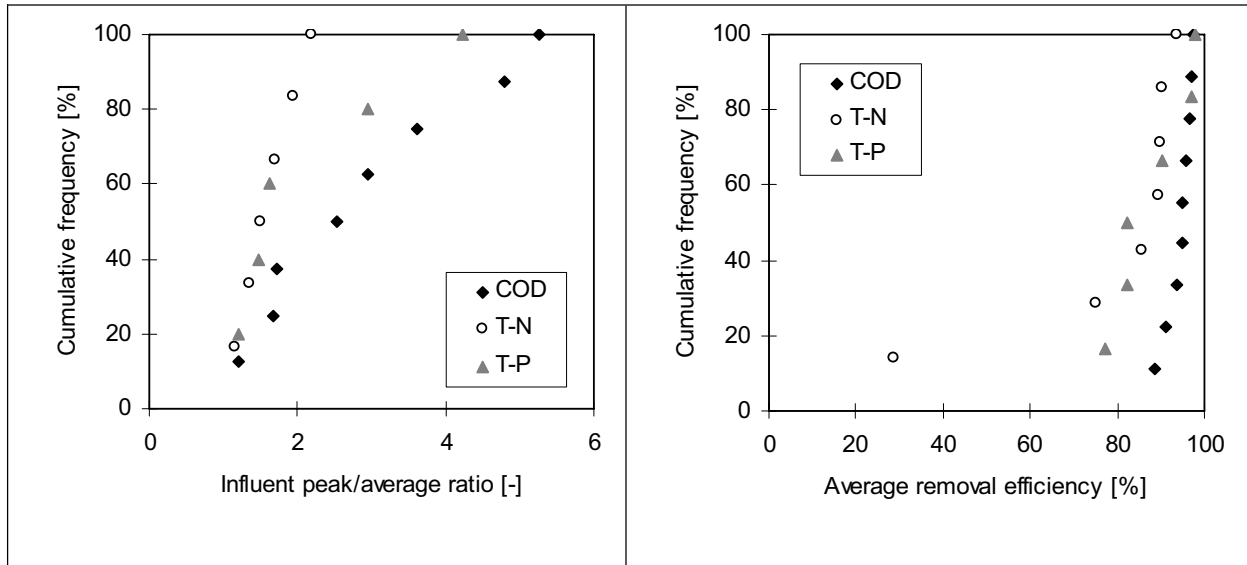 Cumulative frequency [%]
100
80
60
40
20
0
COD
T-N
T-P
0 2 4 6
Influent peak/average ratio [-]
Cumulative frequency [%]
100
80
60
40
20
0
COD
T-N
T-P
0 20 40 60 80 100
Average removal efficiency [%]